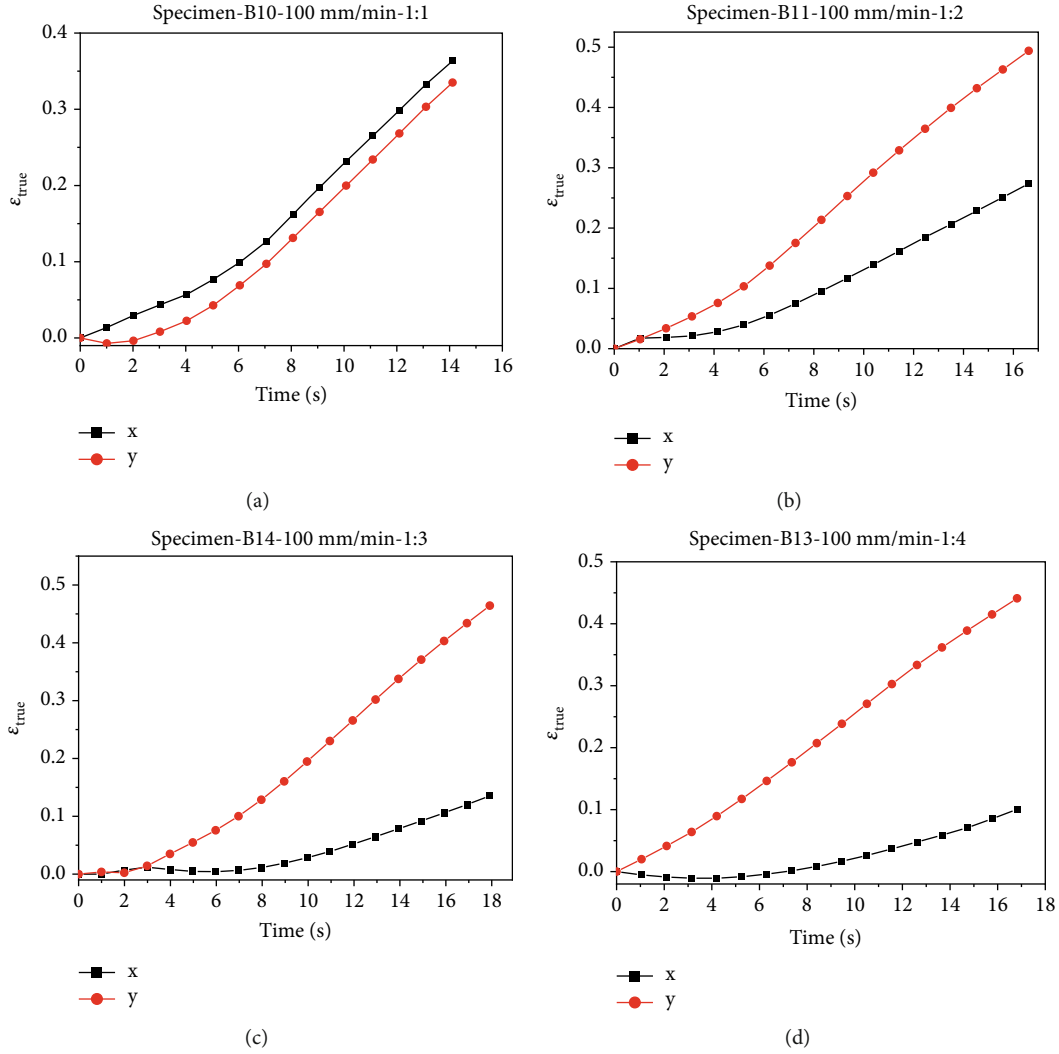 Specimen-B10-100 mm/min-1:1
0.4
0.3
0.2
0.1
0.0
ε_true
0 2 4 6 8 10 12 14 16
Time (s)
x
y
(a)
Specimen-B11-100 mm/min-1:2
0.5
0.4
0.3
0.2
0.1
0.0
ε_true
0 2 4 6 8 10 12 14 16
Time (s)
x
y
(b)
Specimen-B14-100 mm/min-1:3
0.5
0.4
0.3
0.2
0.1
0.0
ε_true
0 2 4 6 8 10 12 14 16 18
Time (s)
x
y
(c)
Specimen-B13-100 mm/min-1:4
0.5
0.4
0.3
0.2
0.1
0.0
ε_true
0 2 4 6 8 10 12 14 16 18
Time (s)
x
y
(d)